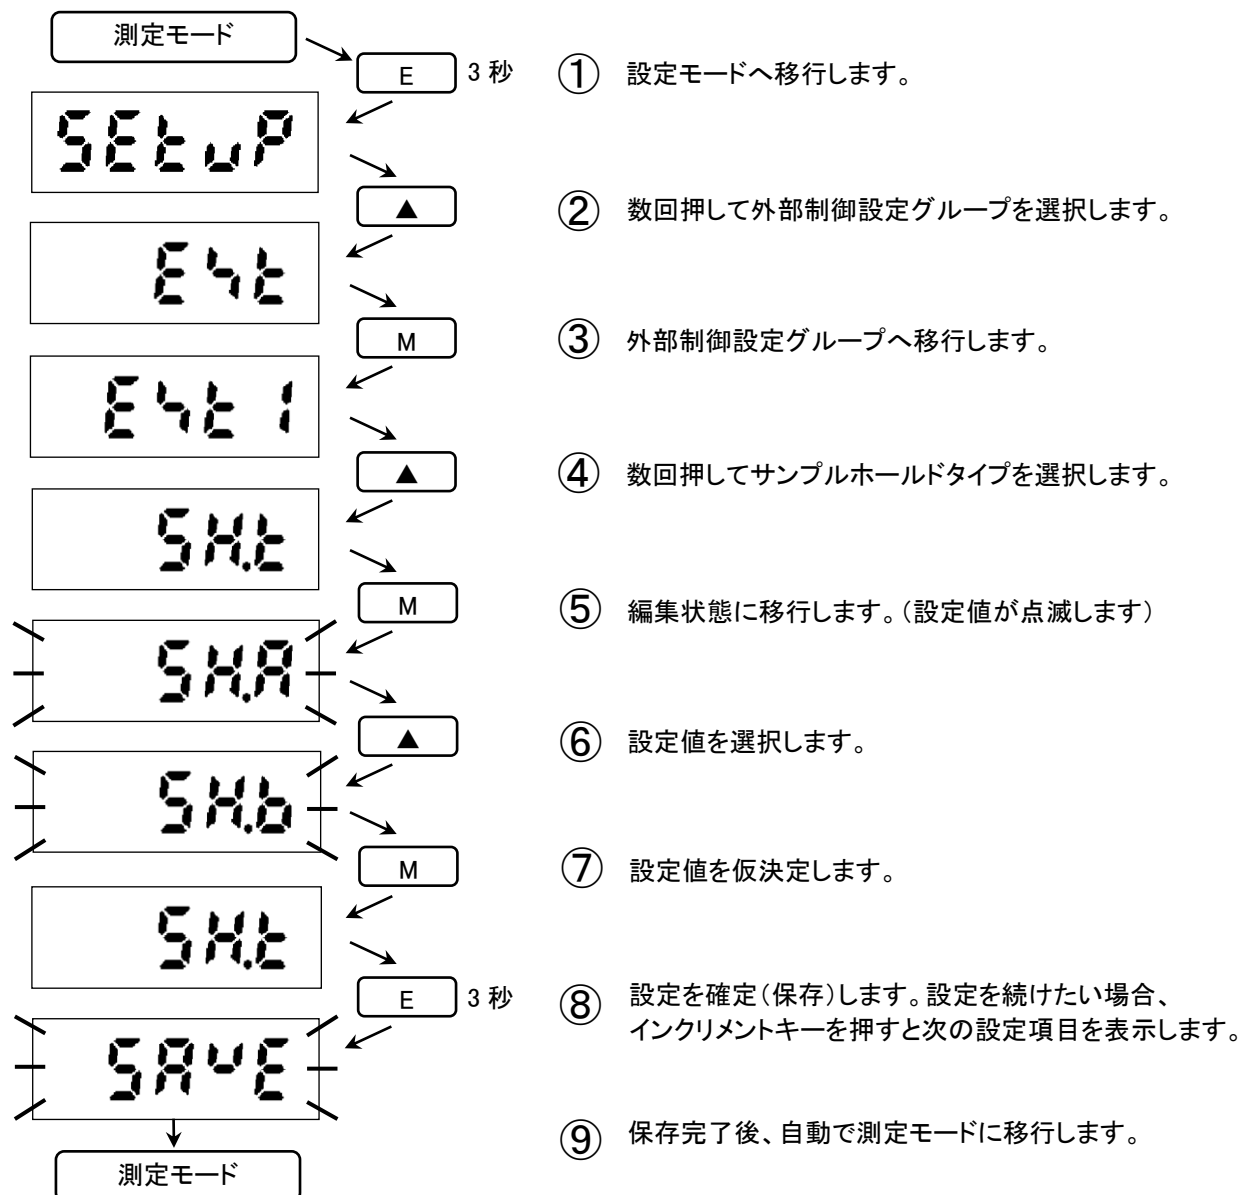 測定モード
E 3秒 ① 設定モードへ移行します。
SEtuP
▲ ② 数回押して外部制御設定グループを選択します。
E4t
M ③ 外部制御設定グループへ移行します。
E4t1
▲ ④ 数回押してサンプルホールドタイプを選択します。
SH.t
M ⑤ 編集状態に移行します。（設定値が点滅します）
SH.A
▲ ⑥ 設定値を選択します。
SH.b
M ⑦ 設定値を仮決定します。
SH.t
E 3秒 ⑧ 設定を確定（保存）します。設定を続けたい場合、
インクリメントキーを押すと次の設定項目を表示します。
SAvE
⑨ 保存完了後、自動で測定モードに移行します。
測定モード